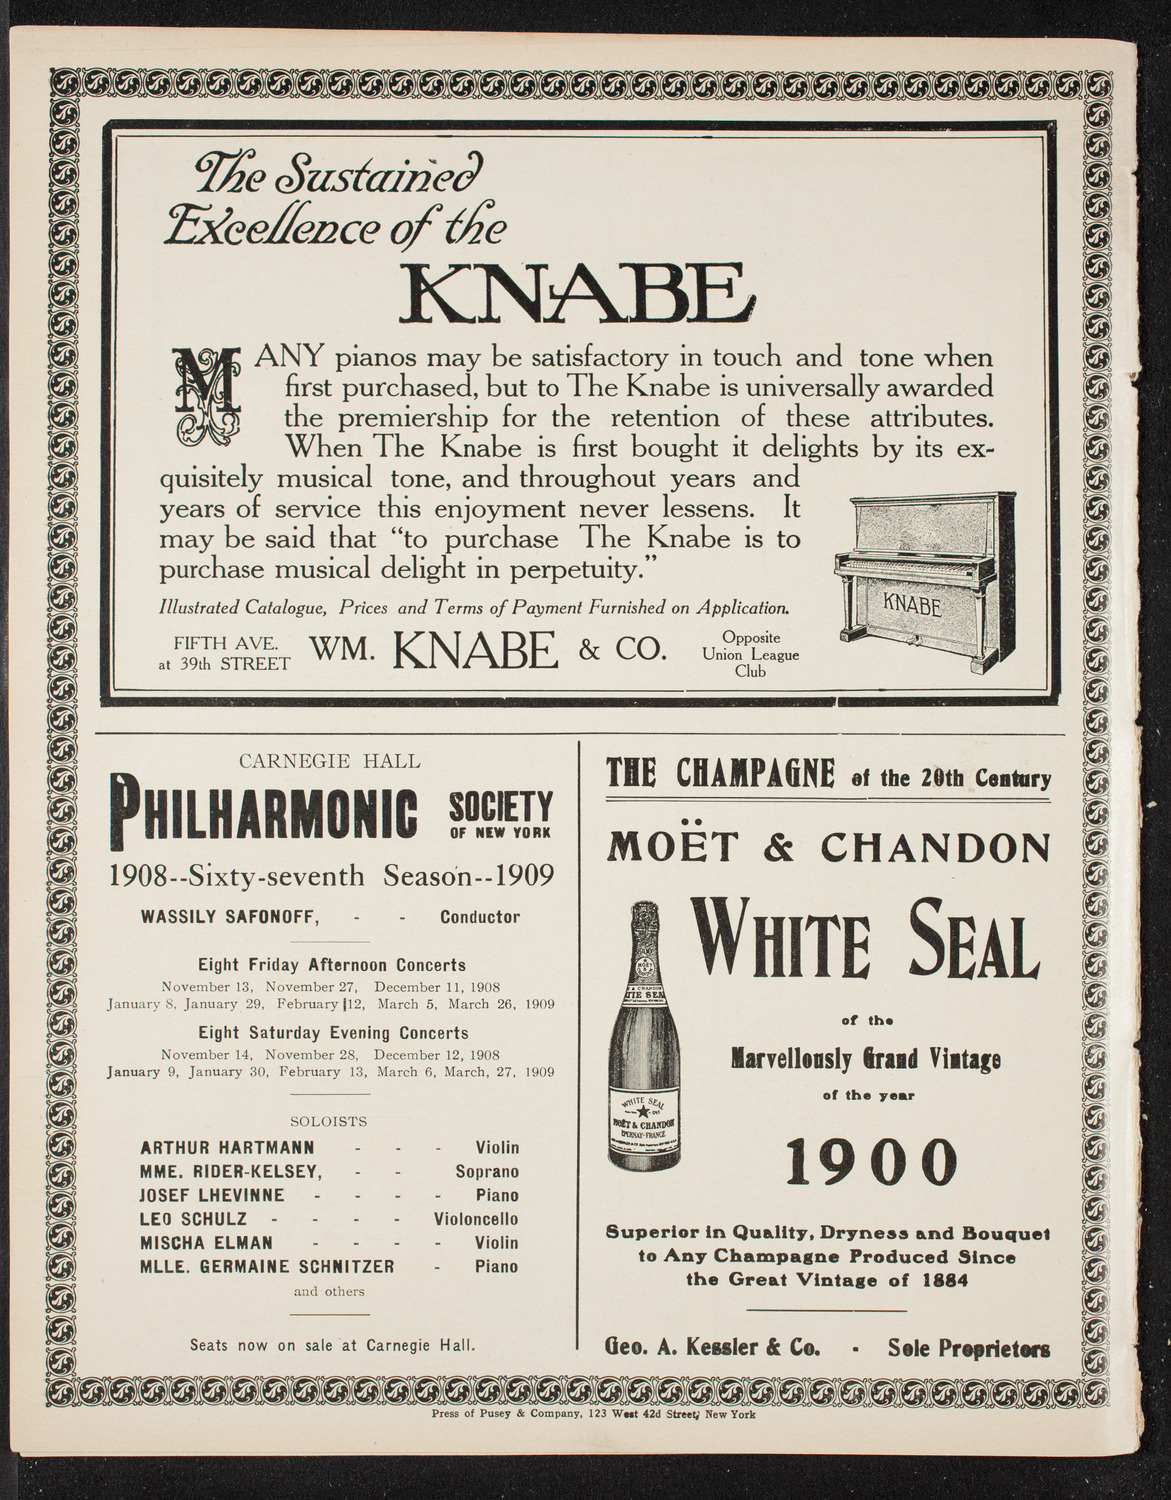 The Sustained
Excellence of the
KNABE
MANY pianos may be satisfactory in touch and tone when
first purchased, but to The Knabe is universally awarded
the premiership for the retention of these attributes.
When The Knabe is first bought it delights by its ex-
quisitely musical tone, and throughout years and
years of service this enjoyment never lessens. It
may be said that “to purchase The Knabe is to
purchase musical delight in perpetuity.”
KNABE
Illustrated Catalogue, Prices and Terms of Payment Furnished on Application.
FIFTH AVE.
at 39th STREET
WM. KNABE & CO.
Opposite
Union League
Club
CARNEGIE HALL
PHILHARMONIC SOCIETY
OF NEW YORK
1908--Sixty-seventh Season--1909
WASSILY SAFONOFF, - - Conductor
Eight Friday Afternoon Concerts
November 13, November 27, December 11, 1908
January 8, January 29, February 12, March 5, March 26, 1909
Eight Saturday Evening Concerts
November 14, November 28, December 12, 1908
January 9, January 30, February 13, March 6, March, 27, 1909
SOLOISTS
ARTHUR HARTMANN - - - Violin
MME. RIDER-KELSEY, - - Soprano
JOSEF LHEVINNE - - - - Piano
LEO SCHULZ - - - - Violoncello
MISCHA ELMAN - - - - Violin
MLLE. GERMAINE SCHNITZER - Piano
and others
Seats now on sale at Carnegie Hall.
THE CHAMPAGNE of the 20th Century
MOËT & CHANDON
WHITE SEAL
of the
Marvellously Grand Vintage
of the year
1900
WHITE SEAL
MOËT & CHANDON
EPERNAY-FRANCE
Superior in Quality, Dryness and Bouquet
to Any Champagne Produced Since
the Great Vintage of 1884
Geo. A. Kessler & Co. - Sole Proprietors
Press of Pusey & Company, 123 West 42d Street, New York